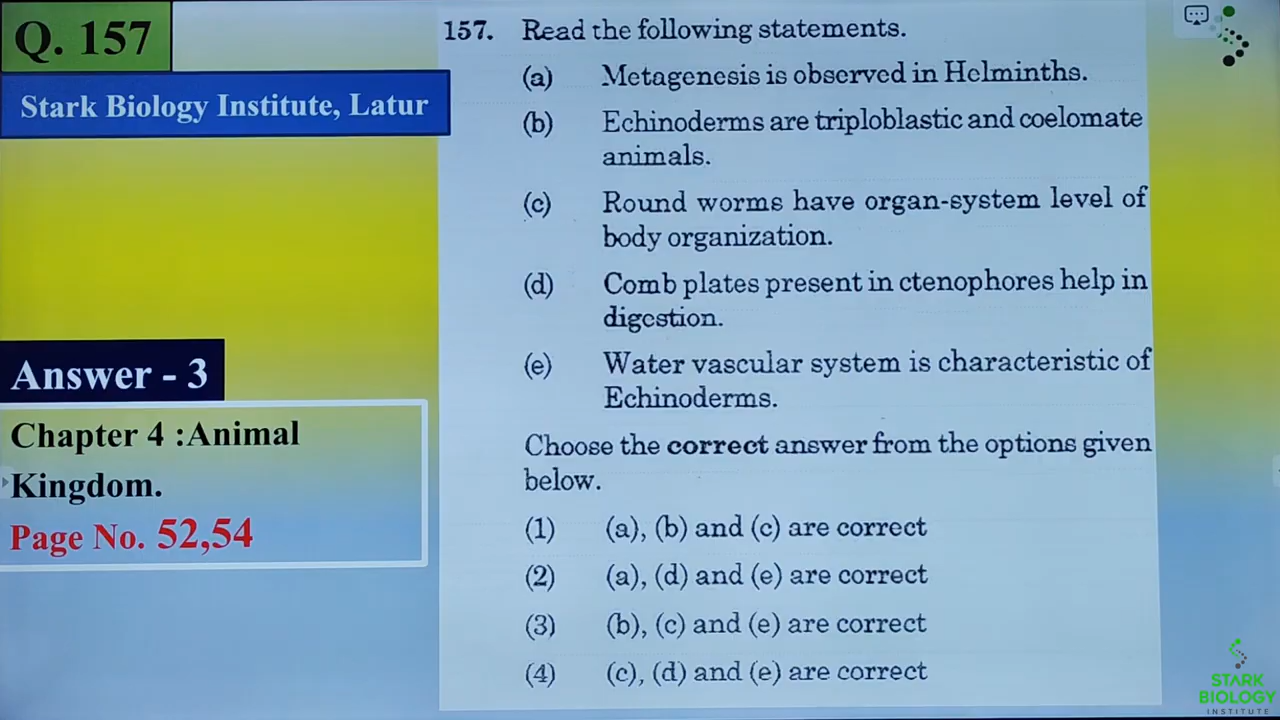 Q. 157
Stark Biology Institute, Latur
Answer - 3
Chapter 4 :Animal
Kingdom.
Page No. 52,54
157. Read the following statements.
(a) Metagenesis is observed in Helminths.
(b) Echinoderms are triploblastic and coelomate
animals.
(c) Round worms have organ-system level of
body organization.
(d) Comb plates present in ctenophores help in
digestion.
(e) Water vascular system is characteristic of
Echinoderms.
Choose the correct answer from the options given
below.
(1) (a), (b) and (c) are correct
(2) (a), (d) and (e) are correct
(3) (b), (c) and (e) are correct
(4) (c), (d) and (e) are correct
STARK
BIOLOGY
INSTITUTE